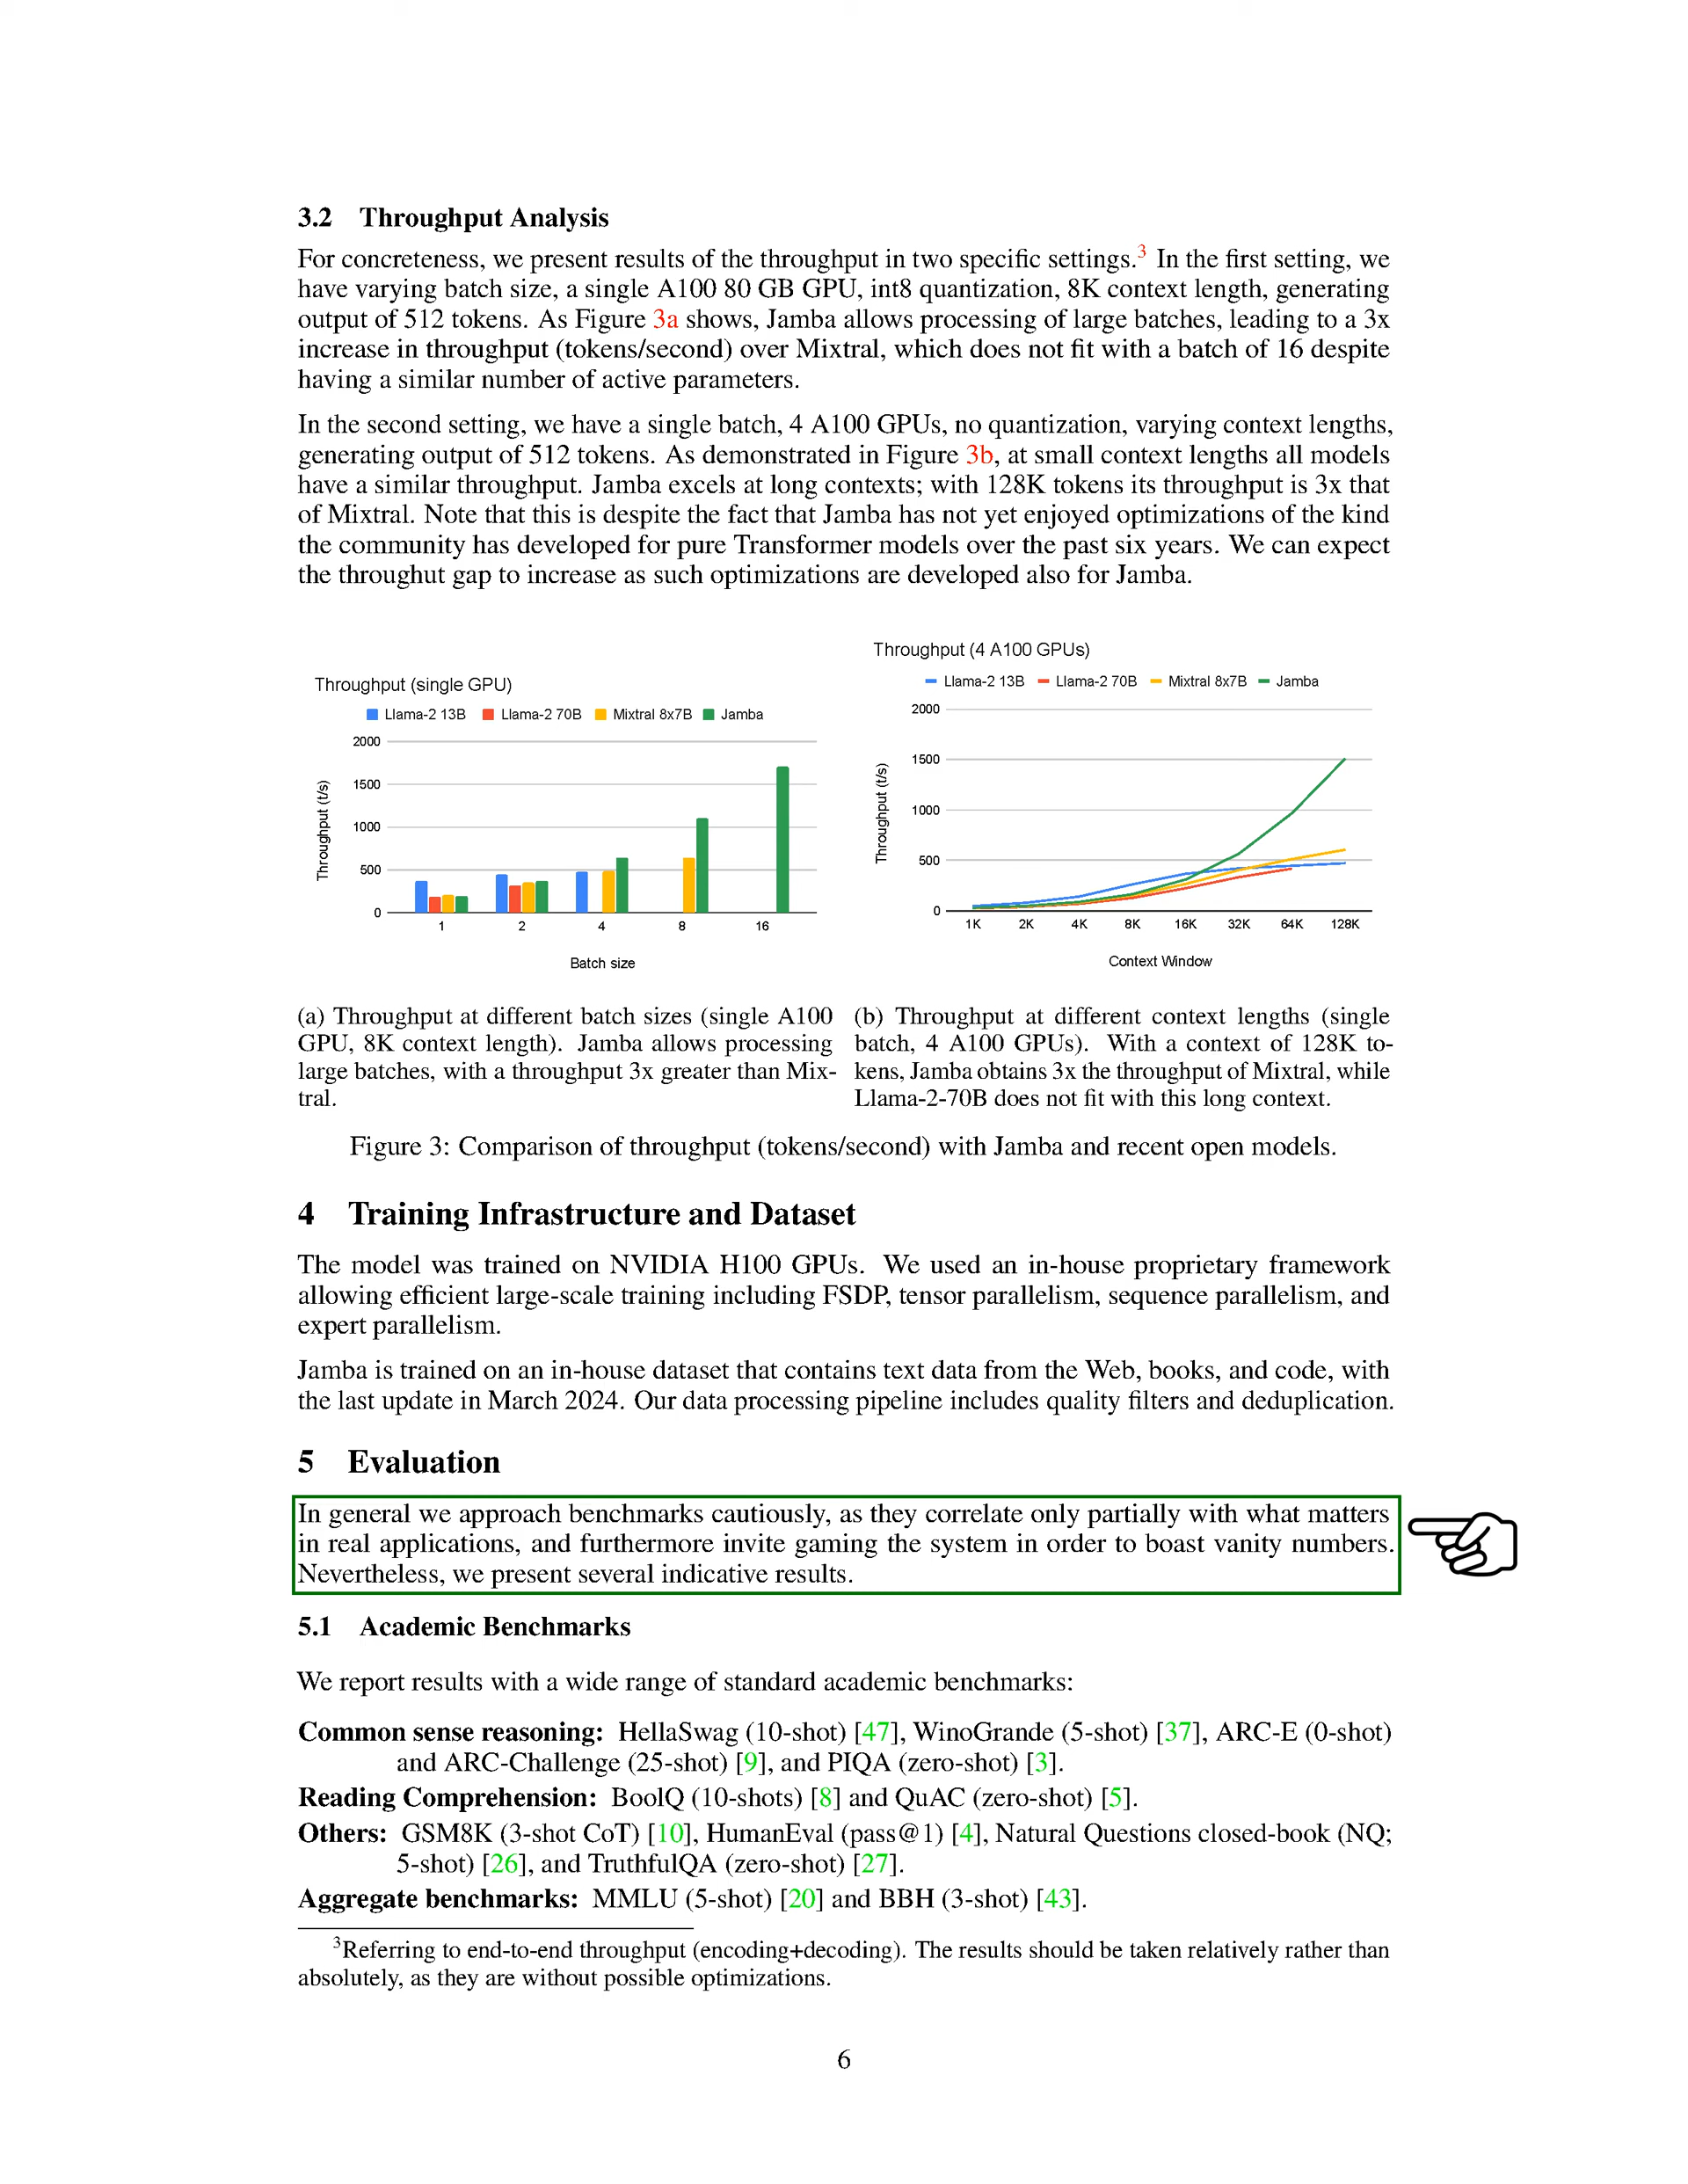 3.2 Throughput Analysis
For concreteness, we present results of the throughput in two specific settings.3 In the first setting, we
have varying batch size, a single A100 80 GB GPU, int8 quantization, 8K context length, generating
output of 512 tokens. As Figure 3a shows, Jamba allows processing of large batches, leading to a 3x
increase in throughput (tokens/second) over Mixtral, which does not fit with a batch of 16 despite
having a similar number of active parameters.
In the second setting, we have a single batch, 4 A100 GPUs, no quantization, varying context lengths,
generating output of 512 tokens. As demonstrated in Figure 3b, at small context lengths all models
have a similar throughput. Jamba excels at long contexts; with 128K tokens its throughput is 3x that
of Mixtral. Note that this is despite the fact that Jamba has not yet enjoyed optimizations of the kind
the community has developed for pure Transformer models over the past six years. We can expect
the throughut gap to increase as such optimizations are developed also for Jamba.
Throughput (single GPU)
Llama-2 13B Llama-2 70B Mixtral 8x7B Jamba
Throughput (t/s)
2000
1500
1000
500
0
1 2 4 8 16
Batch size
Throughput (4 A100 GPUs)
Llama-2 13B Llama-2 70B Mixtral 8x7B Jamba
Throughput (t/s)
2000
1500
1000
500
0
1K 2K 4K 8K 16K 32K 64K 128K
Context Window
(a) Throughput at different batch sizes (single A100
GPU, 8K context length). Jamba allows processing
large batches, with a throughput 3x greater than Mix-
tral.
(b) Throughput at different context lengths (single
batch, 4 A100 GPUs). With a context of 128K to-
kens, Jamba obtains 3x the throughput of Mixtral, while
Llama-2-70B does not fit with this long context.
Figure 3: Comparison of throughput (tokens/second) with Jamba and recent open models.
4 Training Infrastructure and Dataset
The model was trained on NVIDIA H100 GPUs. We used an in-house proprietary framework
allowing efficient large-scale training including FSDP, tensor parallelism, sequence parallelism, and
expert parallelism.
Jamba is trained on an in-house dataset that contains text data from the Web, books, and code, with
the last update in March 2024. Our data processing pipeline includes quality filters and deduplication.
5 Evaluation
In general we approach benchmarks cautiously, as they correlate only partially with what matters
in real applications, and furthermore invite gaming the system in order to boast vanity numbers.
Nevertheless, we present several indicative results.
5.1 Academic Benchmarks
We report results with a wide range of standard academic benchmarks:
Common sense reasoning: HellaSwag (10-shot) [47], WinoGrande (5-shot) [37], ARC-E (0-shot)
and ARC-Challenge (25-shot) [9], and PIQA (zero-shot) [3].
Reading Comprehension: BoolQ (10-shots) [8] and QuAC (zero-shot) [5].
Others: GSM8K (3-shot CoT) [10], HumanEval (pass@1) [4], Natural Questions closed-book (NQ;
5-shot) [26], and TruthfulQA (zero-shot) [27].
Aggregate benchmarks: MMLU (5-shot) [20] and BBH (3-shot) [43].
3Referring to end-to-end throughput (encoding+decoding). The results should be taken relatively rather than
absolutely, as they are without possible optimizations.
6